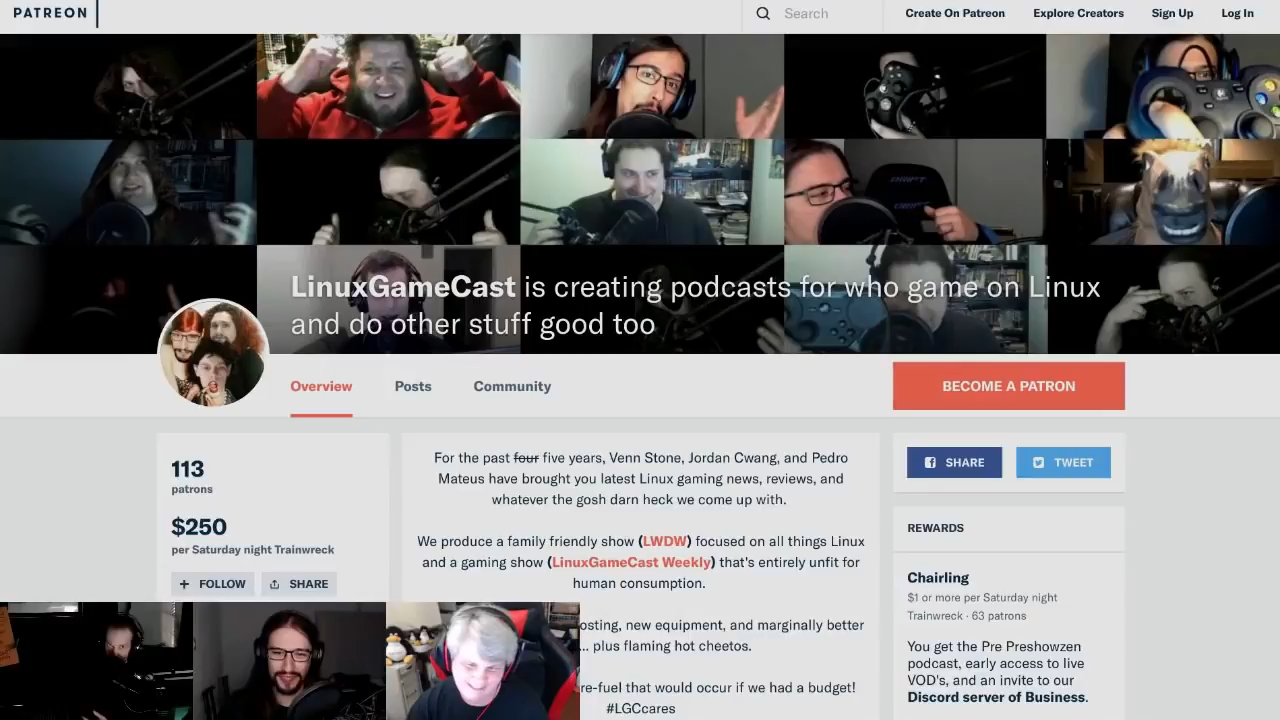 PATREON
Search
Create On Patreon
Explore Creators
Sign Up
Log In
LinuxGameCast is creating podcasts for who game on Linux
and do other stuff good too
Overview
Posts
Community
BECOME A PATRON
113
patrons
$250
per Saturday night Trainwreck
+ FOLLOW
SHARE
For the past four five years, Venn Stone, Jordan Cwang, and Pedro
Mateus have brought you latest Linux gaming news, reviews, and
whatever the gosh darn heck we come up with.
We produce a family friendly show (LWDW) focused on all things Linux
and a gaming show (LinuxGameCast Weekly) that's entirely unfit for
human consumption.
osting, new equipment, and marginally better
... plus flaming hot cheetos.
re-fuel that would occur if we had a budget!
#LGCcares
SHARE
TWEET
REWARDS
Chairling
$1 or more per Saturday night
Trainwreck · 63 patrons
You get the Pre Preshowzen
podcast, early access to live
VOD's, and an invite to our
Discord server of Business.